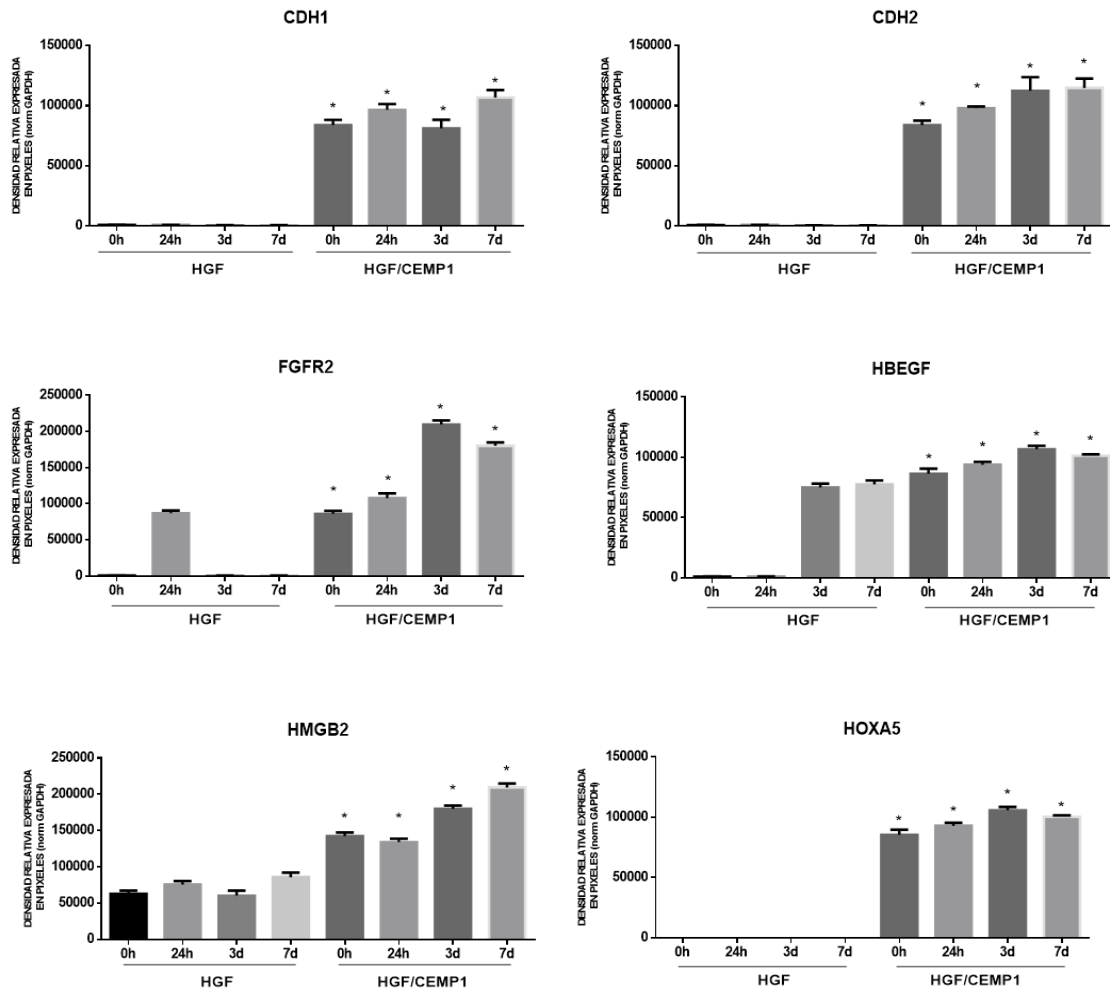 CDH1
DENSIDAD RELATIVA EXPRESADA
EN PIXELES (norm GAPDH)
150000
100000
50000
0
* * * *
0h 24h 3d 7d 0h 24h 3d 7d
HGF HGF/CEMP1
CDH2
DENSIDAD RELATIVA EXPRESADA
EN PIXELES (norm GAPDH)
150000
100000
50000
0
* * * *
0h 24h 3d 7d 0h 24h 3d 7d
HGF HGF/CEMP1
FGFR2
DENSIDAD RELATIVA EXPRESADA
EN PIXELES (norm GAPDH)
250000
200000
150000
100000
50000
0
* * * *
0h 24h 3d 7d 0h 24h 3d 7d
HGF HGF/CEMP1
HBEGF
DENSIDAD RELATIVA EXPRESADA
EN PIXELES (norm GAPDH)
150000
100000
50000
0
* * * *
0h 24h 3d 7d 0h 24h 3d 7d
HGF HGF/CEMP1
HMGB2
DENSIDAD RELATIVA EXPRESADA
EN PIXELES (norm GAPDH)
250000
200000
150000
100000
50000
0
* * * *
0h 24h 3d 7d 0h 24h 3d 7d
HGF HGF/CEMP1
HOXA5
DENSIDAD RELATIVA EXPRESADA
EN PIXELES (norm GAPDH)
150000
100000
50000
0
* * * *
0h 24h 3d 7d 0h 24h 3d 7d
HGF HGF/CEMP1